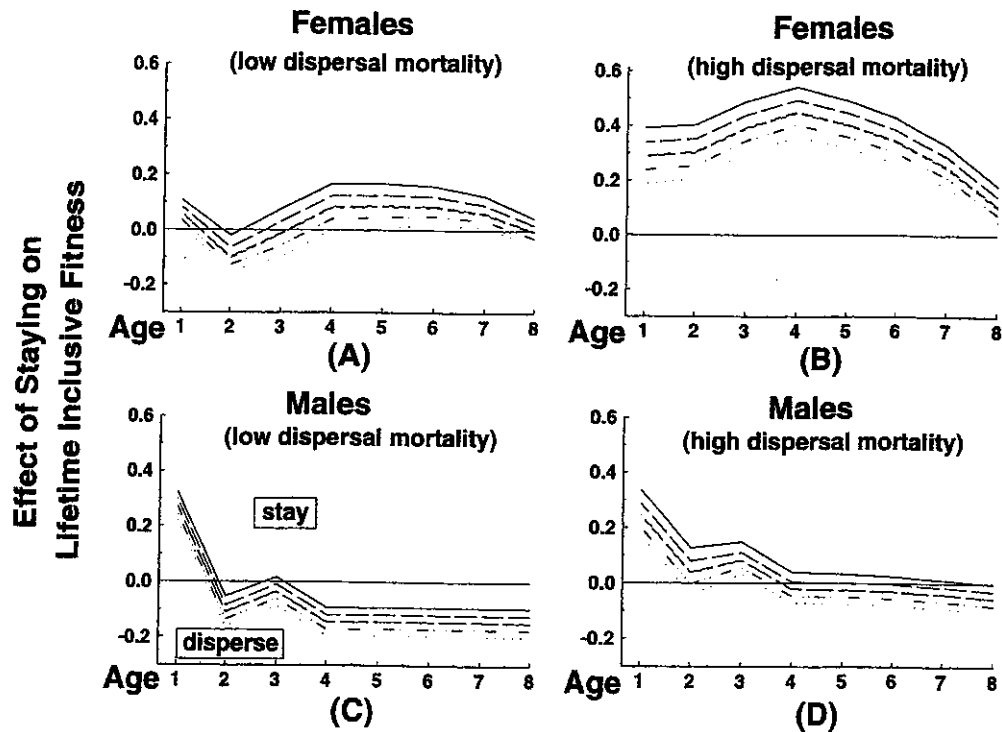 Effect of Staying on
Lifetime Inclusive Fitness
Females
(low dispersal mortality)
0.6
0.4
0.2
0.0
-0.2
Age 1 2 3 4 5 6 7 8
(A)
Females
(high dispersal mortality)
0.6
0.4
0.2
0.0
-0.2
Age 1 2 3 4 5 6 7 8
(B)
Males
(low dispersal mortality)
0.6
0.4
0.2
0.0
-0.2
stay
disperse
Age 1 2 3 4 5 6 7 8
(C)
Males
(high dispersal mortality)
0.6
0.4
0.2
0.0
-0.2
Age 1 2 3 4 5 6 7 8
(D)